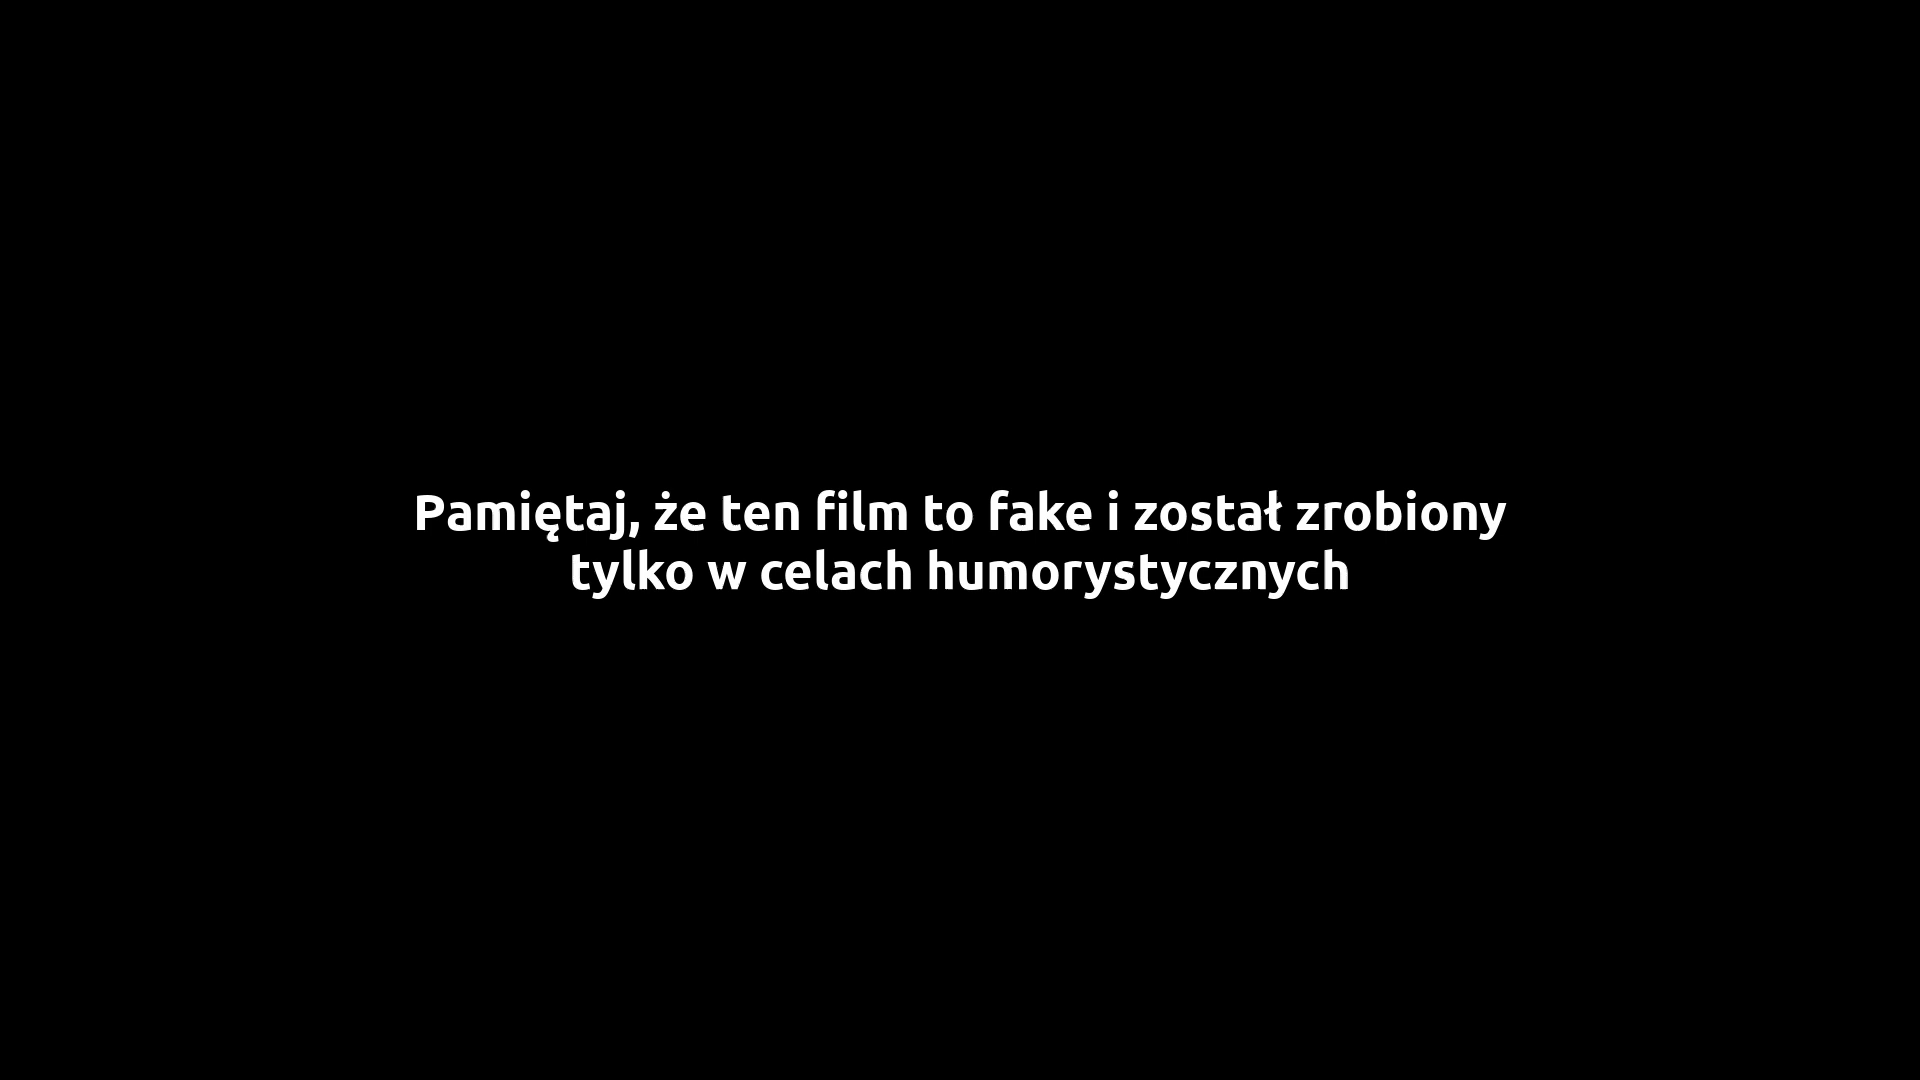 Pamiętaj, że ten film to fake i został zrobiony
tylko w celach humorystycznych